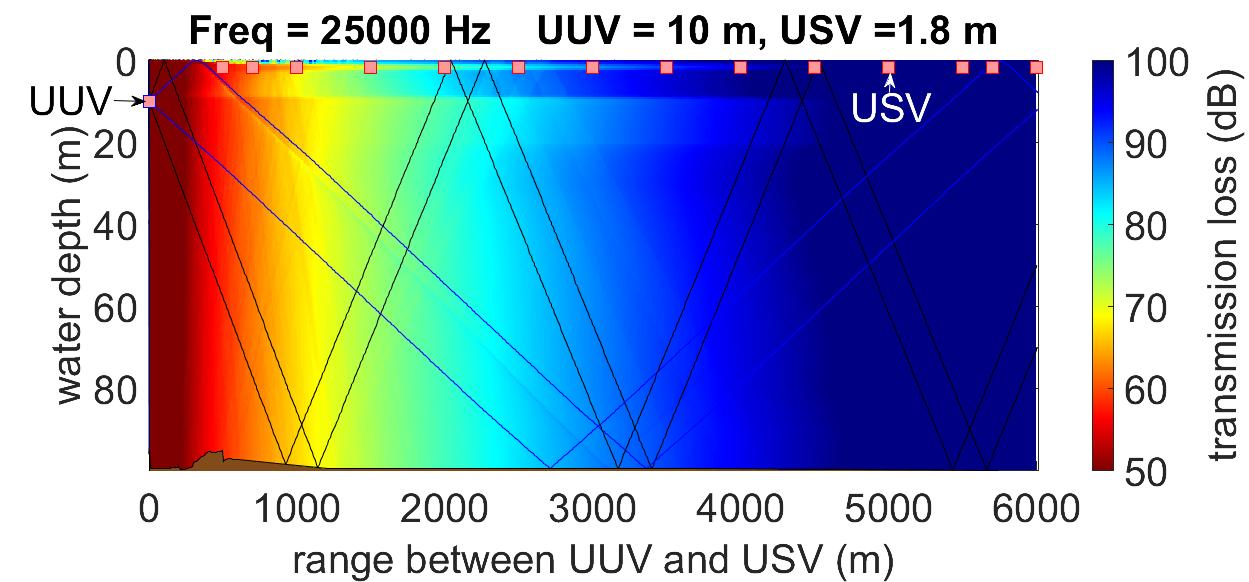 Freq = 25000 Hz UUV = 10 m, USV =1.8 m
0
20
40
60
80
water depth (m)
UUV
USV
0 1000 2000 3000 4000 5000 6000
range between UUV and USV (m)
100
90
80
70
60
50
transmission loss (dB)